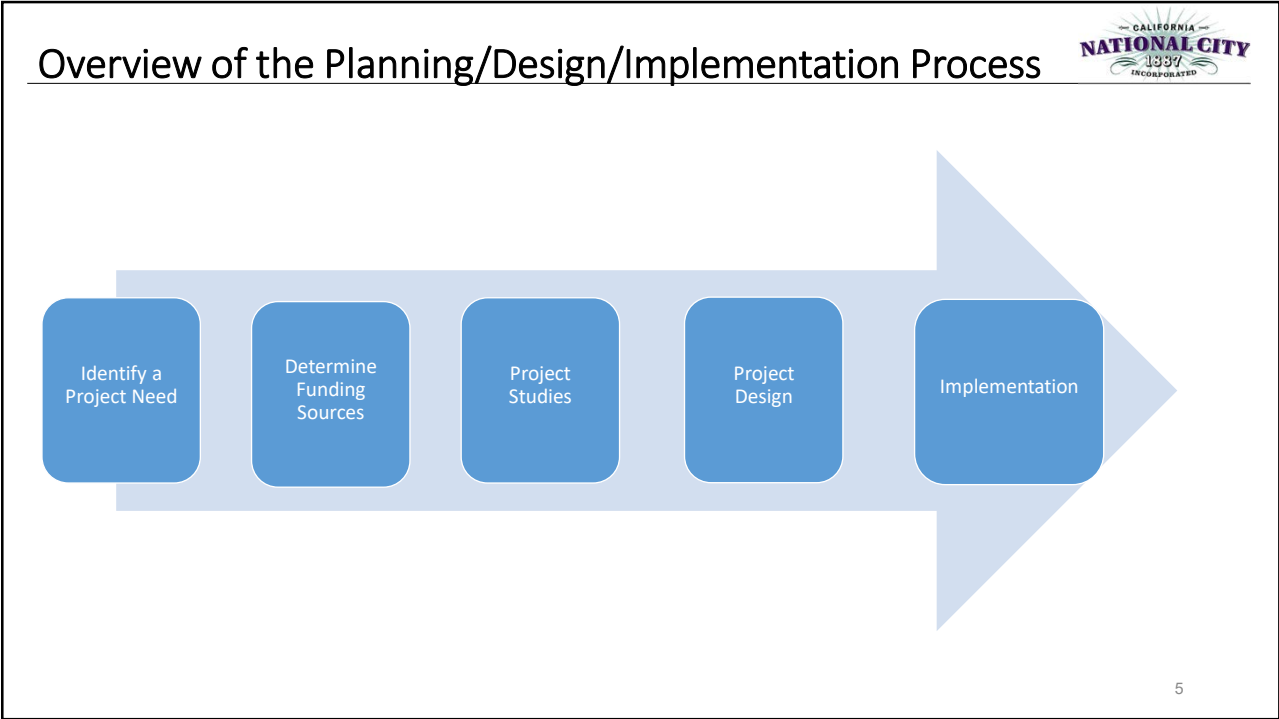 Overview of the Planning/Design/Implementation Process
CALIFORNIA
NATIONAL CITY
1887
INCORPORATED
Identify a
Project Need
Determine
Funding
Sources
Project
Studies
Project
Design
Implementation
5